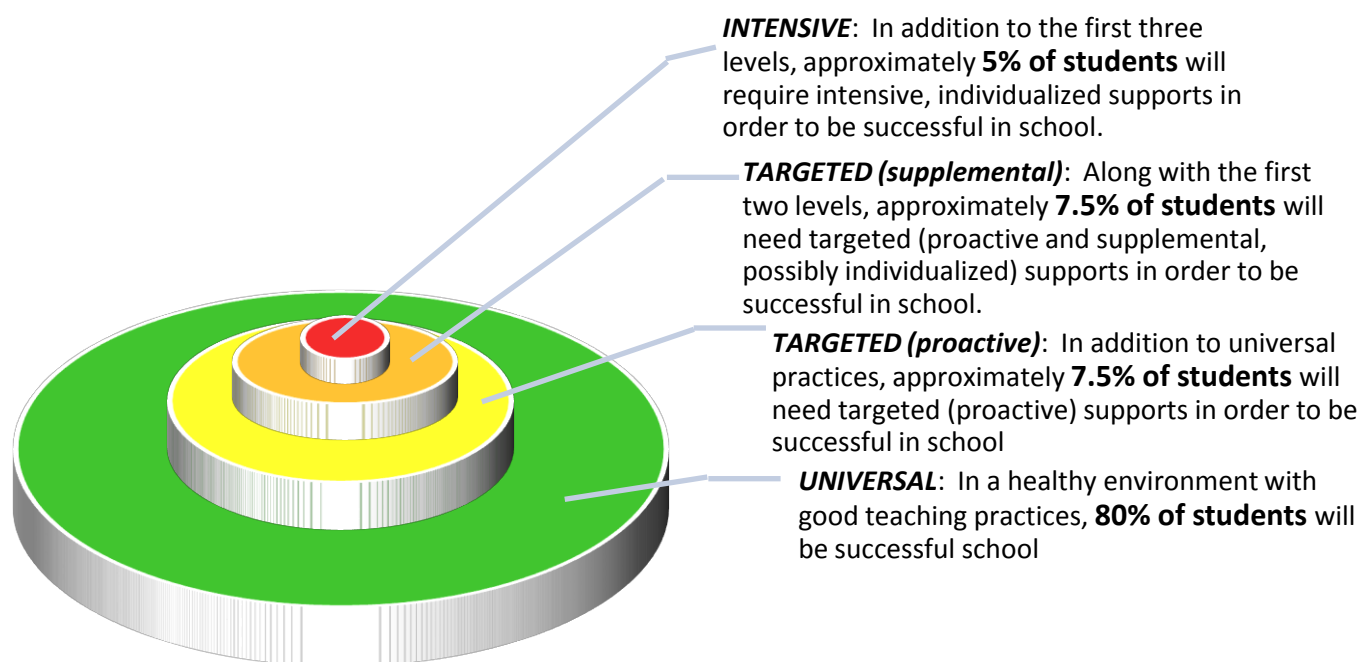 INTENSIVE: In addition to the first three
levels, approximately 5% of students will
require intensive, individualized supports in
order to be successful in school.
TARGETED (supplemental): Along with the first
two levels, approximately 7.5% of students will
need targeted (proactive and supplemental,
possibly individualized) supports in order to be
successful in school.
TARGETED (proactive): In addition to universal
practices, approximately 7.5% of students will
need targeted (proactive) supports in order to be
successful in school
UNIVERSAL: In a healthy environment with
good teaching practices, 80% of students will
be successful school